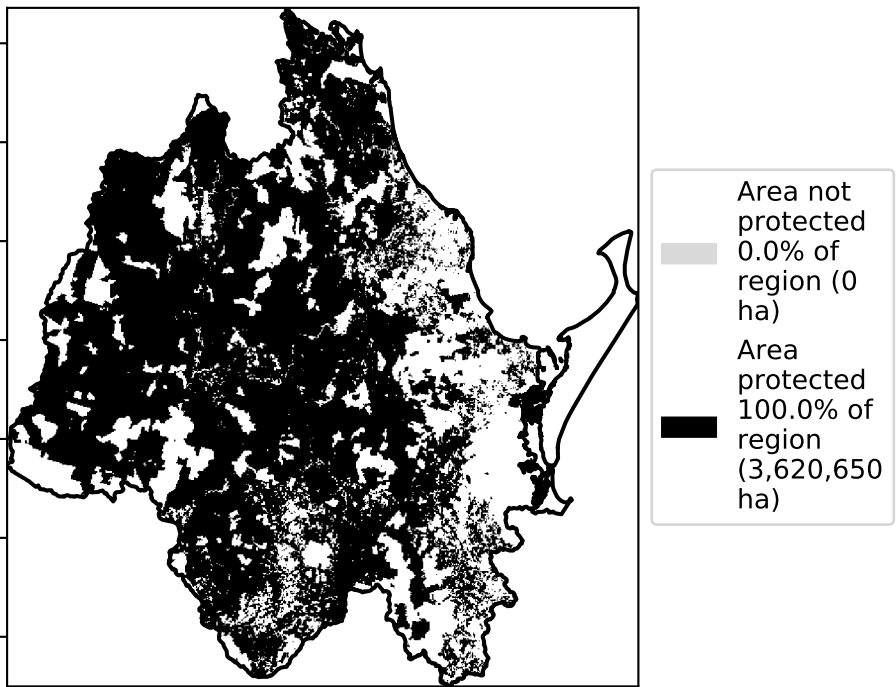 Area not
protected
0.0% of
region (0
ha)
Area
protected
100.0% of
region
(3,620,650
ha)